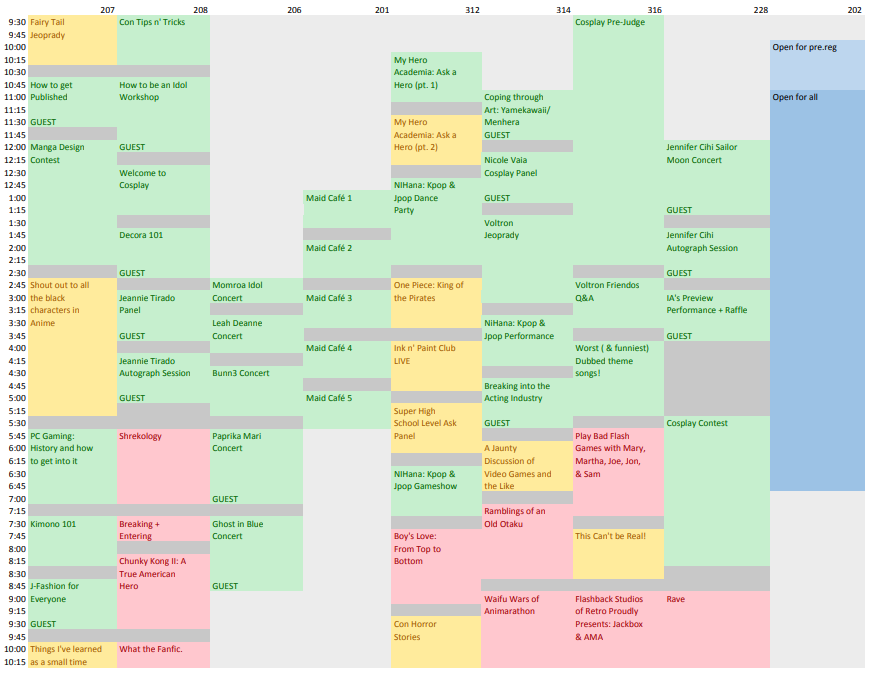 207 208 206 201 312 314 316 228 202
9:30 Fairy Tail Con Tips n' Tricks Cosplay Pre-Judge
9:45 Jeoprady
10:00 Open for pre.reg
10:15 My Hero
10:30 Academia: Ask a
10:45 How to get How to be an Idol Hero (pt. 1)
11:00 Published Workshop Coping through Open for all
11:15 Art: Yamekawaii/
11:30 GUEST My Hero Menhera
11:45 Academia: Ask a GUEST
12:00 Manga Design GUEST Hero (pt. 2) Jennifer Cihi Sailor
12:15 Contest Nicole Vaia Moon Concert
12:30 Welcome to Cosplay Panel
12:45 Cosplay NIHana: Kpop &
1:00 Maid Café 1 Jpop Dance GUEST
1:15 Party GUEST
1:30 Voltron
1:45 Decora 101 Jeoprady Jennifer Cihi
2:00 Maid Café 2 Autograph Session
2:15
2:30 GUEST GUEST
2:45 Shout out to all Momroa Idol One Piece: King of Voltron Friendos
3:00 the black Jeannie Tirado Concert Maid Café 3 the Pirates Q&A IA's Preview
3:15 characters in Panel Performance + Raffle
3:30 Anime Leah Deanne NiHana: Kpop &
3:45 GUEST Concert Jpop Performance GUEST
4:00 Maid Café 4 Ink n' Paint Club Worst ( & funniest)
4:15 Jeannie Tirado LIVE Dubbed theme
4:30 Autograph Session Bunn3 Concert songs!
4:45 Breaking into the
5:00 GUEST Maid Café 5 Acting Industry
5:15 Super High
5:30 School Level Ask GUEST Cosplay Contest
5:45 PC Gaming: Shrekology Paprika Mari Panel Play Bad Flash
6:00 History and how Concert A Jaunty Games with Mary,
6:15 to get into it Discussion of Martha, Joe, Jon,
6:30 NIHana: Kpop & Video Games and & Sam
6:45 Jpop Gameshow the Like
7:00 GUEST
7:15 Ramblings of an
7:30 Kimono 101 Breaking + Ghost in Blue Old Otaku
7:45 Entering Concert Boy's Love: This Can't be Real!
8:00 From Top to
8:15 Chunky Kong II: A Bottom
8:30 True American
8:45 J-Fashion for Hero GUEST
9:00 Everyone Waifu Wars of Flashback Studios Rave
9:15 Animarathon of Retro Proudly
9:30 GUEST Con Horror Presents: Jackbox
9:45 Stories & AMA
10:00 Things I've learned What the Fanfic.
10:15 as a small time